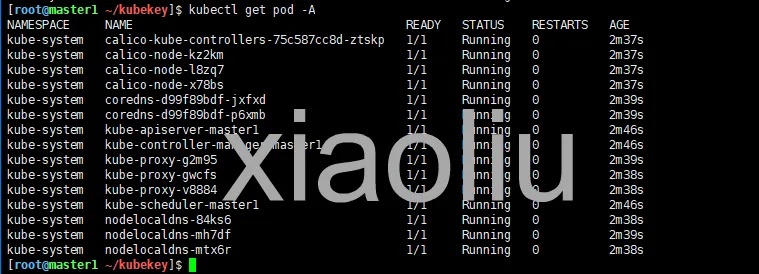 [root@master1 ~/kubekey]$ kubectl get pod -A
NAMESPACE NAME READY STATUS RESTARTS AGE
kube-system calico-kube-controllers-75c587cc8d-ztskp 1/1 Running 0 2m37s
kube-system calico-node-kz2km 1/1 Running 0 2m37s
kube-system calico-node-l8zq7 1/1 Running 0 2m37s
kube-system calico-node-x78bs 1/1 Running 0 2m37s
kube-system coredns-d99f89bdf-jxfxd 1/1 Running 0 2m39s
kube-system coredns-d99f89bdf-p6xmb 1/1 Running 0 2m39s
kube-system kube-apiserver-master1 1/1 Running 0 2m46s
kube-system kube-controller-manager-master1 1/1 Running 0 2m46s
kube-system kube-proxy-g2m95 1/1 Running 0 2m39s
kube-system kube-proxy-gwcfs 1/1 Running 0 2m38s
kube-system kube-proxy-v8884 1/1 Running 0 2m38s
kube-system kube-scheduler-master1 1/1 Running 0 2m46s
kube-system nodelocaldns-84ks6 1/1 Running 0 2m38s
kube-system nodelocaldns-mh7df 1/1 Running 0 2m39s
kube-system nodelocaldns-mtx6r 1/1 Running 0 2m38s
[root@master1 ~/kubekey]$
xiaoliu